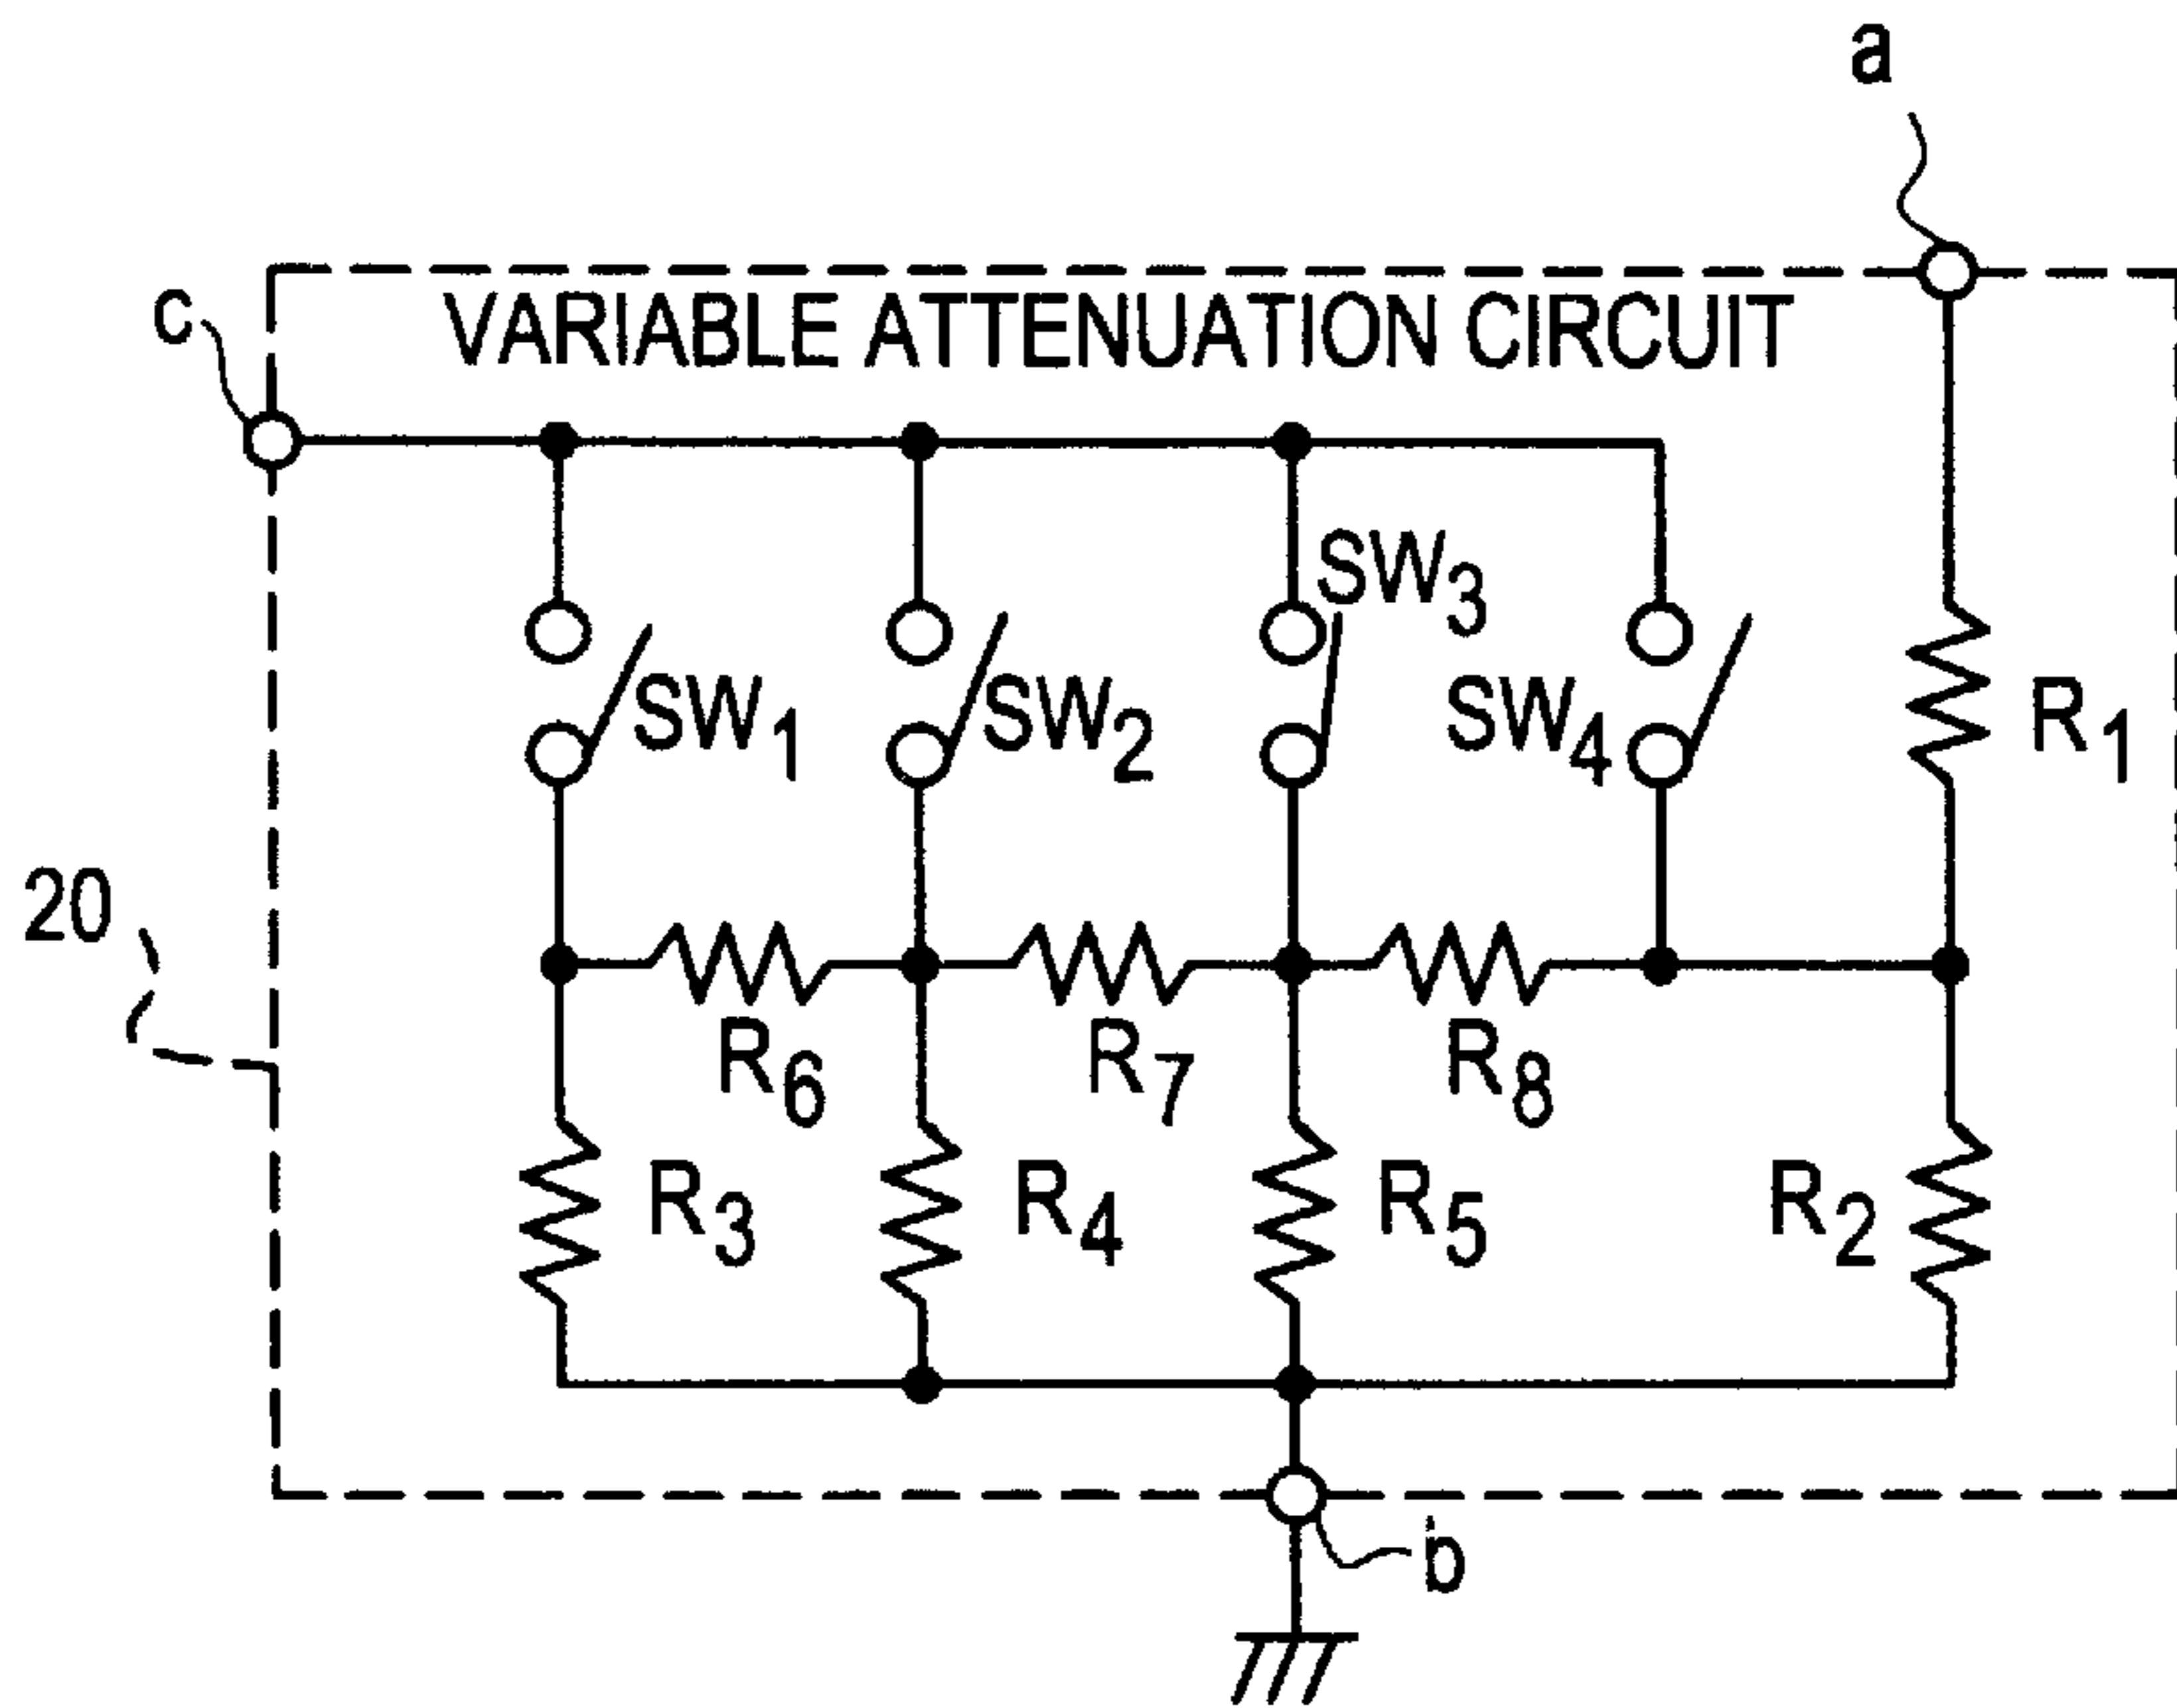 a
c
VARIABLE ATTENUATION CIRCUIT
SW3
SW1
SW2
SW4
R1
20
R6
R7
R8
R3
R4
R5
R2
b